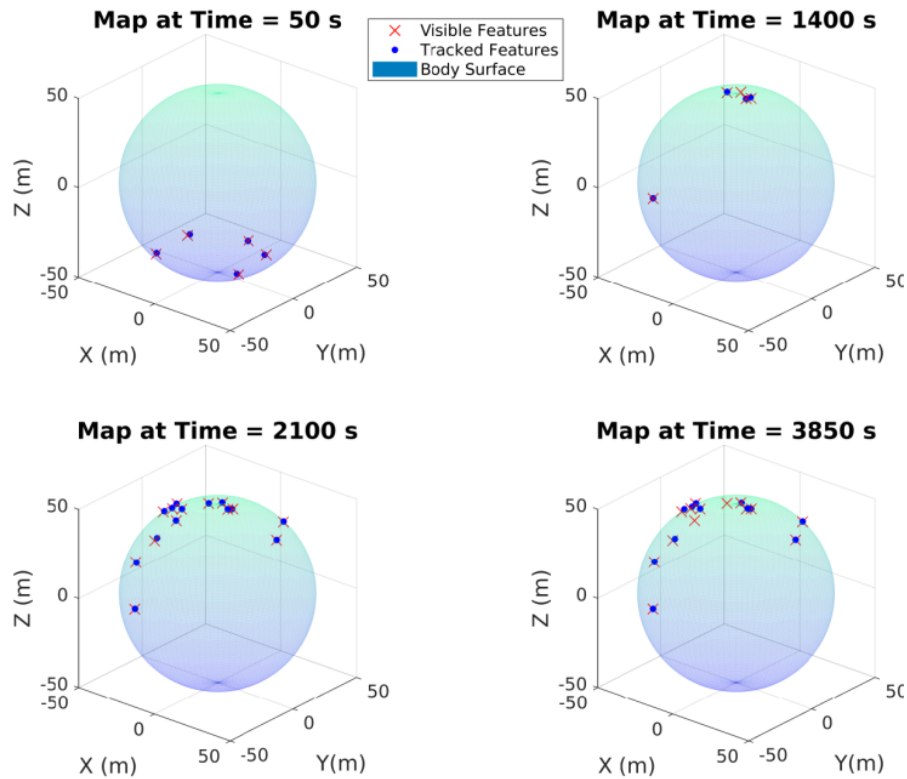 Map at Time = 50 s
Visible Features
Tracked Features
Body Surface
Map at Time = 1400 s
50
0
-50
Z (m)
-50
0
50
X (m)
-50
0
50
Y(m)
50
0
-50
Z (m)
-50
0
50
X (m)
-50
0
50
Y(m)
Map at Time = 2100 s
Map at Time = 3850 s
50
0
-50
Z (m)
-50
0
50
X (m)
-50
0
50
Y(m)
50
0
-50
Z (m)
-50
0
50
X (m)
-50
0
50
Y(m)